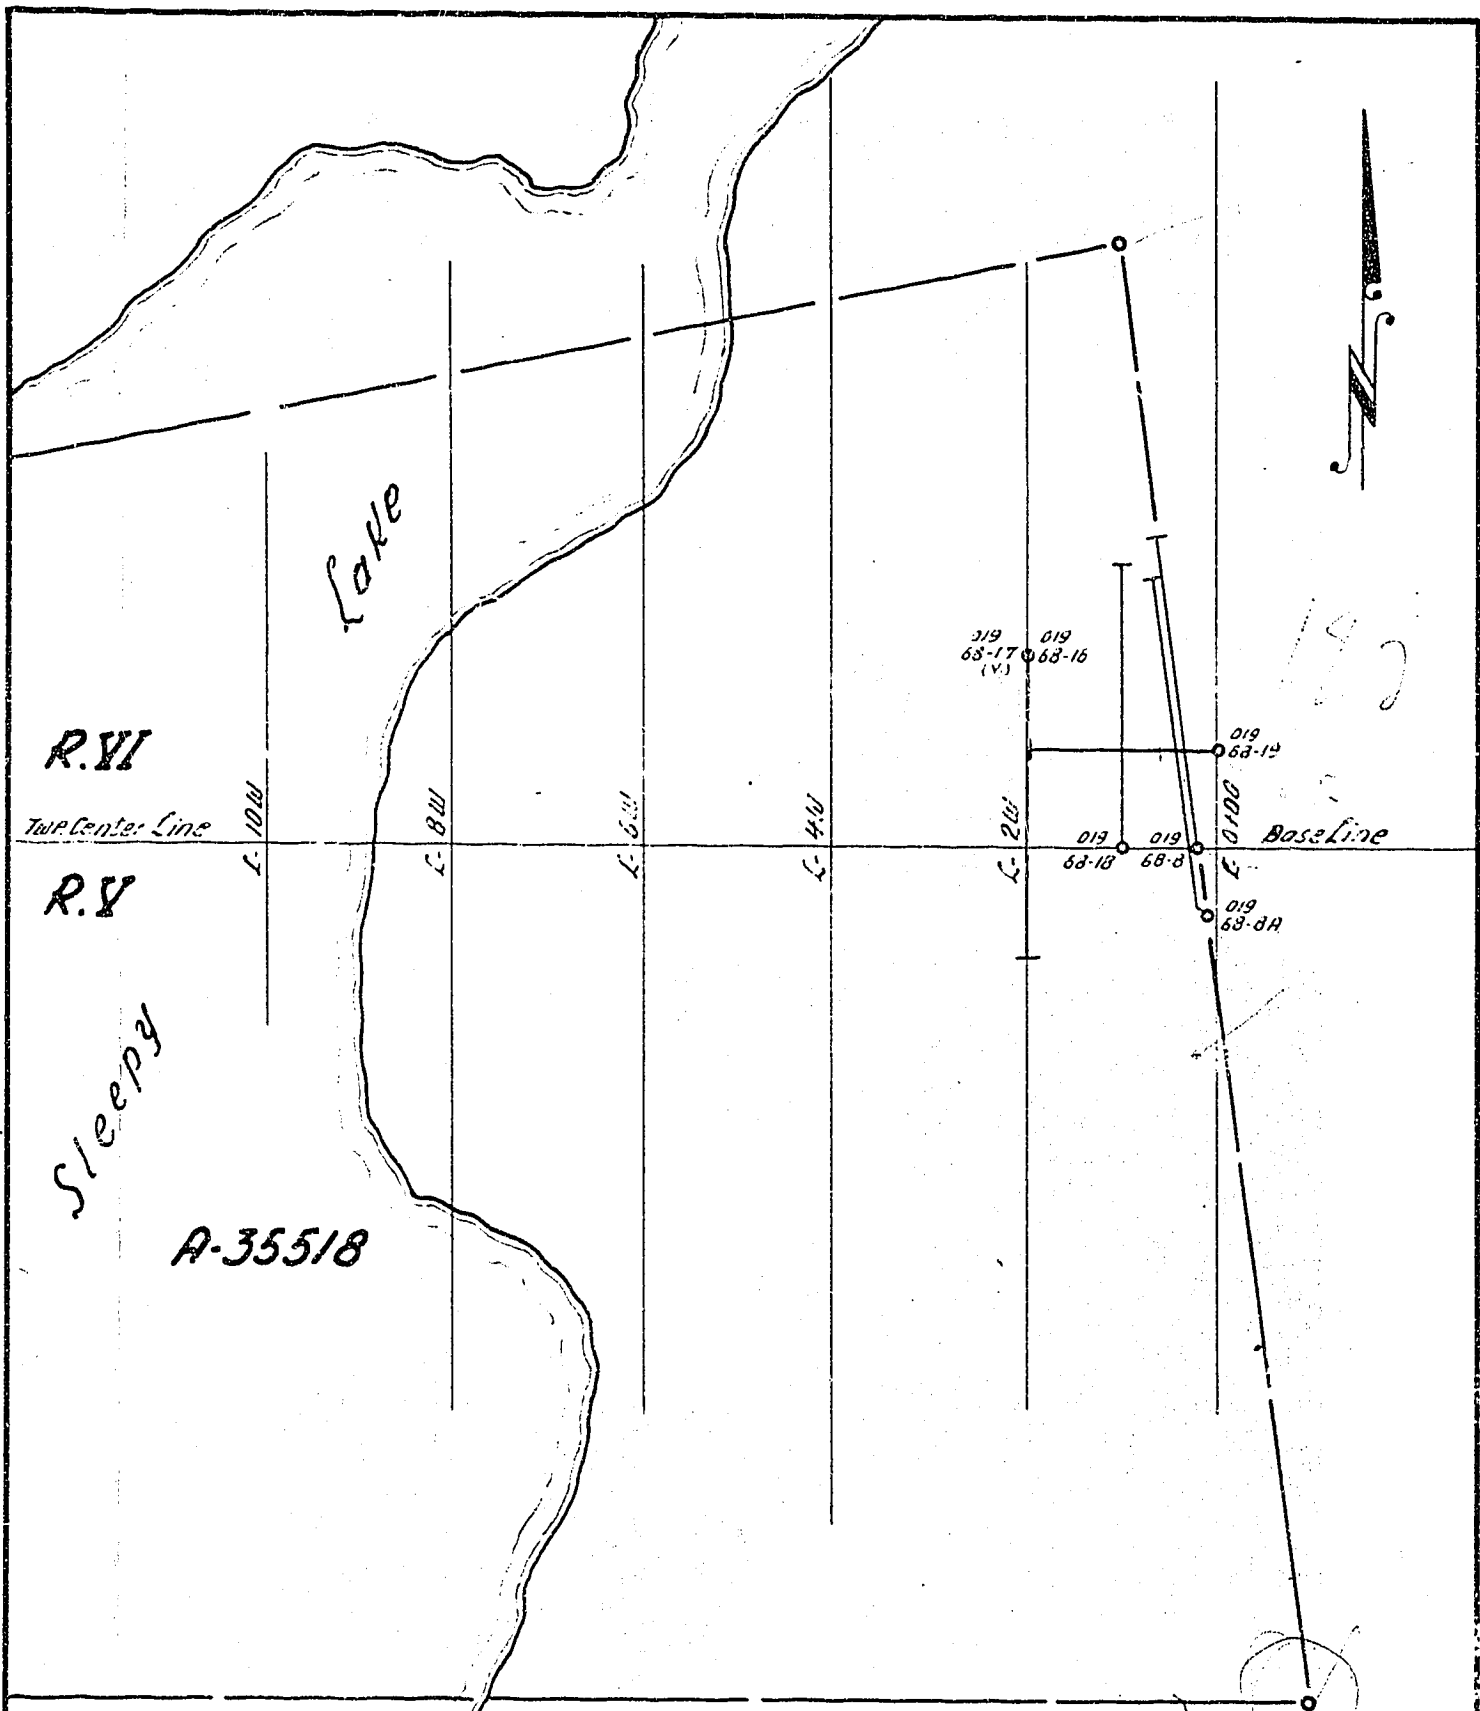 Lake
019
68-17
(V.)
019
68-16
R.VI
019
68-19
Twp. Center Line
L-10W
L-8W
L-6W
L-4W
L-2W
L-0+00
Base Line
019
68-18
019
68-8
R.V
019
68-8A
Sleepy
A-35518